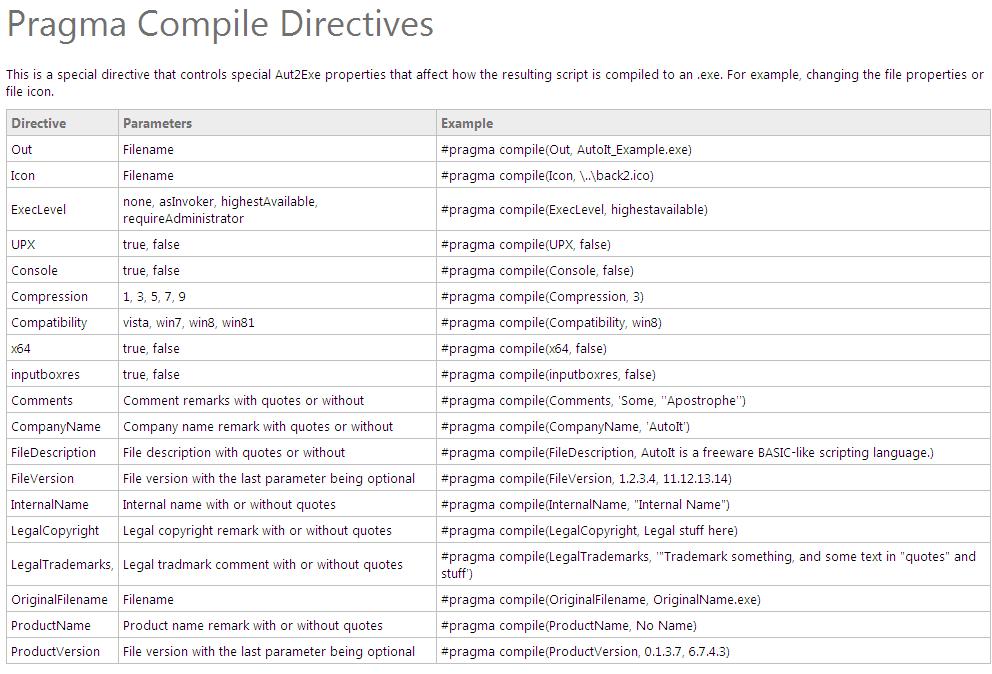 Pragma Compile Directives
This is a special directive that controls special Aut2Exe properties that affect how the resulting script is compiled to an .exe. For example, changing the file properties or
file icon.
Directive Parameters Example
Out Filename #pragma compile(Out, AutoIt_Example.exe)
Icon Filename #pragma compile(Icon, \..\back2.ico)
ExecLevel none, asInvoker, highestAvailable,
requireAdministrator #pragma compile(ExecLevel, highestavailable)
UPX true, false #pragma compile(UPX, false)
Console true, false #pragma compile(Console, false)
Compression 1, 3, 5, 7, 9 #pragma compile(Compression, 3)
Compatibility vista, win7, win8, win81 #pragma compile(Compatibility, win8)
x64 true, false #pragma compile(x64, false)
inputboxres true, false #pragma compile(inputboxres, false)
Comments Comment remarks with quotes or without #pragma compile(Comments, 'Some, ''Apostrophe'')
CompanyName Company name remark with quotes or without #pragma compile(CompanyName, 'AutoIt')
FileDescription File description with quotes or without #pragma compile(FileDescription, AutoIt is a freeware BASIC-like scripting language.)
FileVersion File version with the last parameter being optional #pragma compile(FileVersion, 1.2.3.4, 11.12.13.14)
InternalName Internal name with or without quotes #pragma compile(InternalName, "Internal Name")
LegalCopyright Legal copyright remark with or without quotes #pragma compile(LegalCopyright, Legal stuff here)
LegalTrademarks, Legal tradmark comment with or without quotes #pragma compile(LegalTrademarks, '"Trademark something, and some text in "quotes" and
stuff')
OriginalFilename Filename #pragma compile(OriginalFilename, OriginalName.exe)
ProductName Product name remark with or without quotes #pragma compile(ProductName, No Name)
ProductVersion File version with the last parameter being optional #pragma compile(ProductVersion, 0.1.3.7, 6.7.4.3)